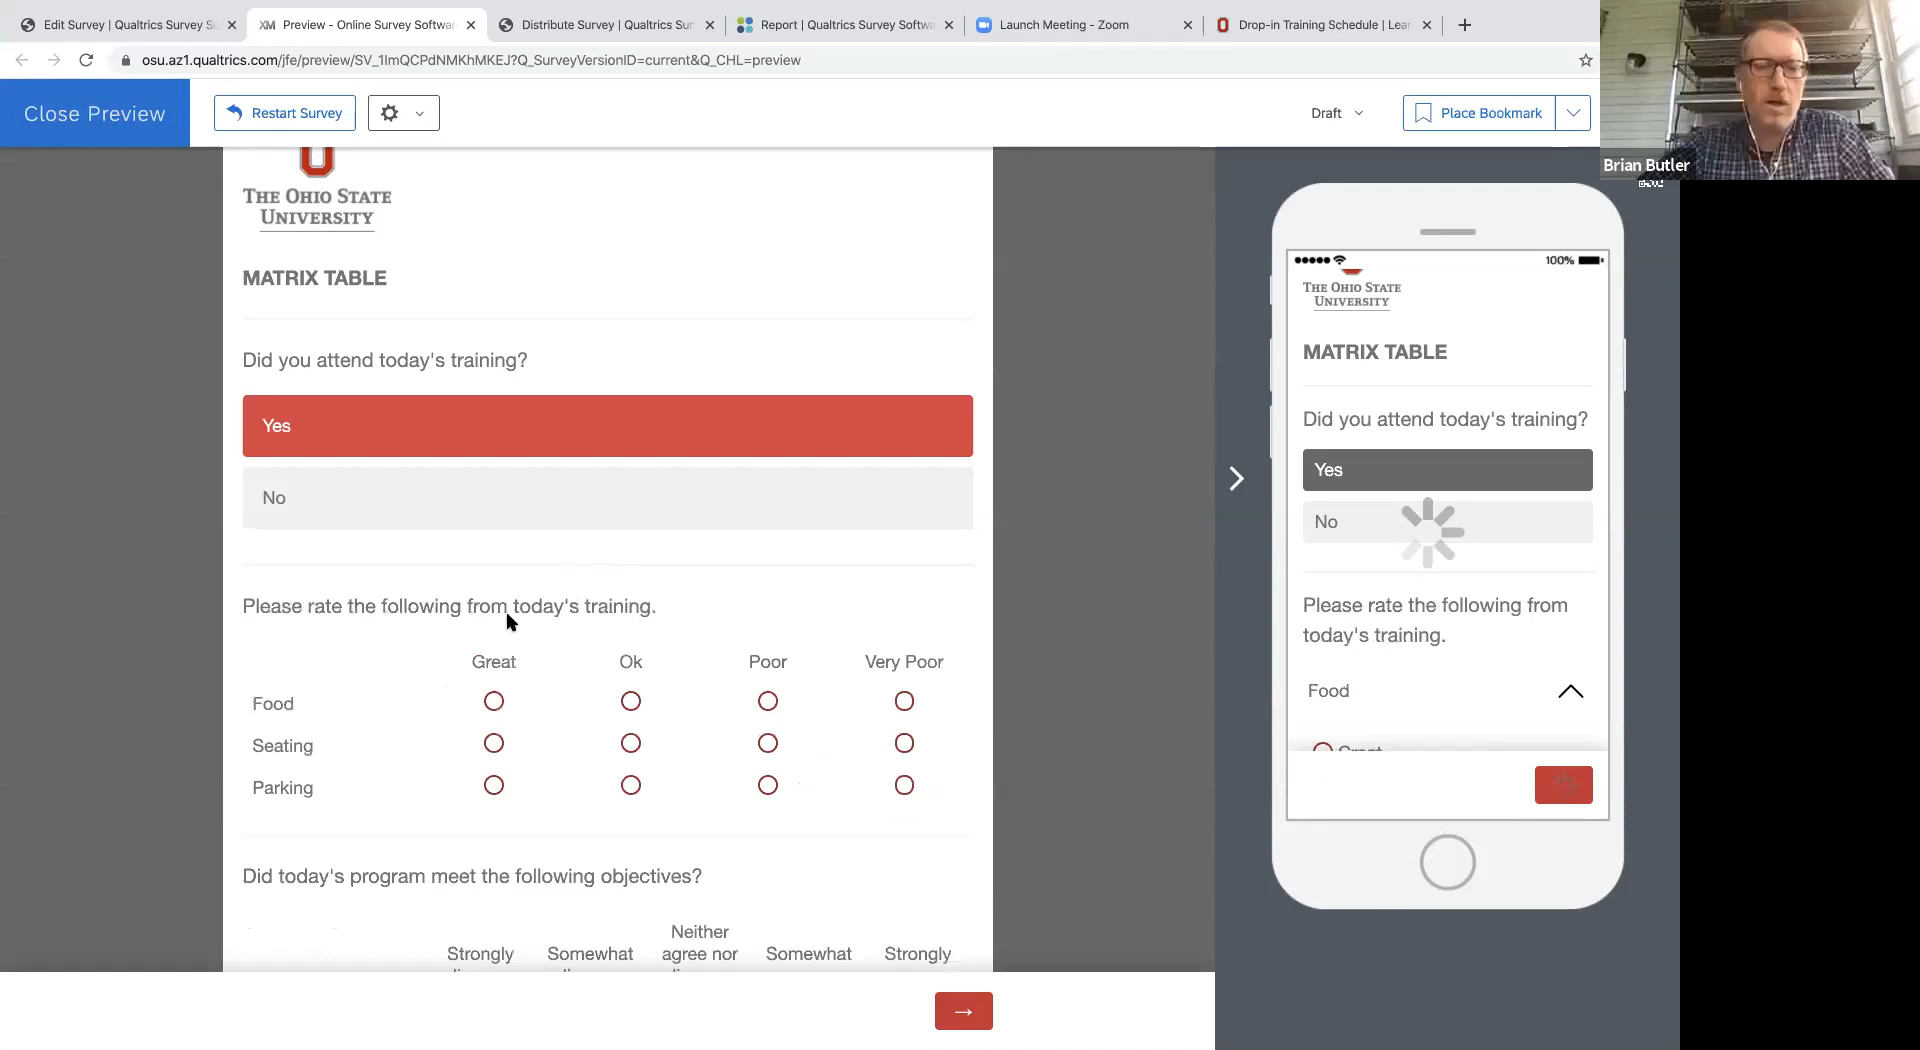 Edit Survey | Qualtrics Survey S
Preview - Online Survey Softwar
Distribute Survey | Qualtrics Sur
Report | Qualtrics Survey Softwa
Launch Meeting - Zoom
Drop-in Training Schedule | Lea
osu.az1.qualtrics.com/jfe/preview/SV_1ImQCPdNMKhMKEJ?Q_SurveyVersionID=current&Q_CHL=preview
Close Preview
Restart Survey
Draft
Place Bookmark
Brian Butler
THE OHIO STATE
UNIVERSITY
MATRIX TABLE
Did you attend today's training?
Yes
No
Please rate the following from today's training.
Great Ok Poor Very Poor
Food
Seating
Parking
Did today's program meet the following objectives?
Neither
Strongly Somewhat agree nor Somewhat Strongly
→
100%
THE OHIO STATE
UNIVERSITY
MATRIX TABLE
Did you attend today's training?
Yes
No
Please rate the following from
today's training.
Food